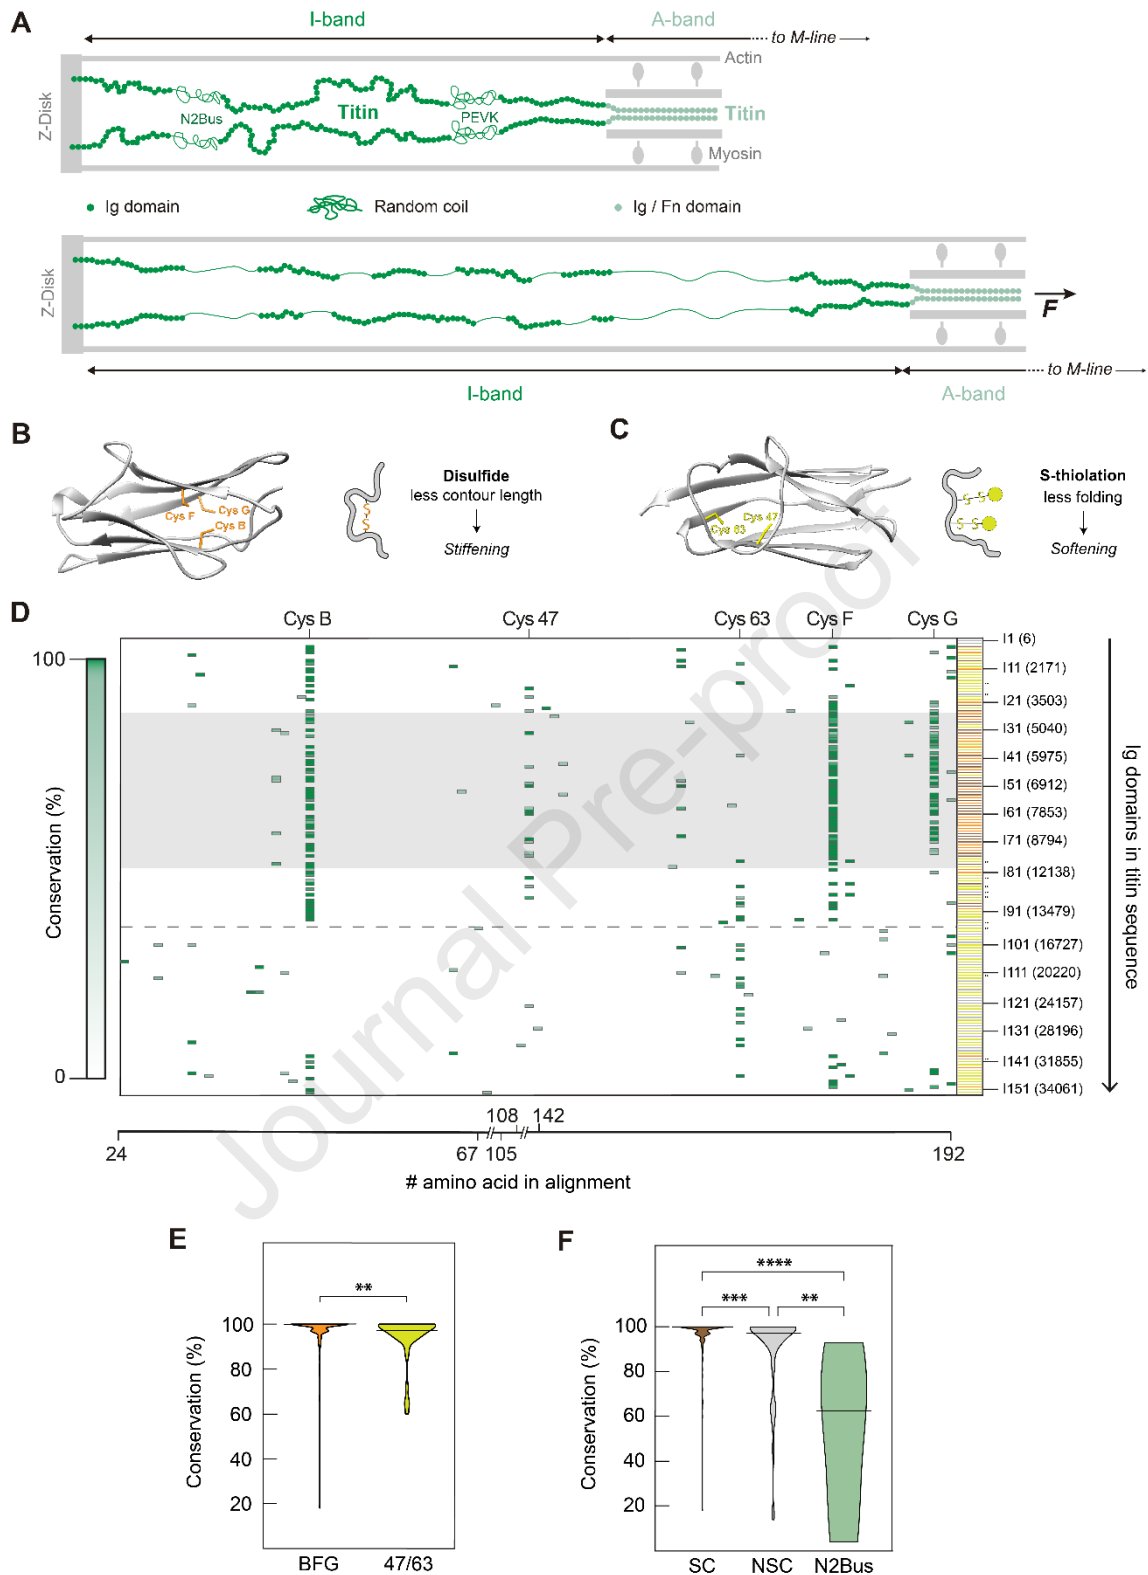 A
I-band
A-band
to M-line
Actin
Z-Disk
N2Bus
Titin
PEVK
Titin
Myosin
Ig domain
Random coil
Ig / Fn domain
Z-Disk
F
to M-line
I-band
A-band
B
Cys F
Cys G
Cys B
S
S
Disulfide
less contour length
Stiffening
C
Cys 47
Cys 63
S S
S S
S-thiolation
less folding
Softening
D
Cys B
Cys 47
Cys 63
Cys F
Cys G
100
Conservation (%)
0
I1 (6)
I11 (2171)
I21 (3503)
I31 (5040)
I41 (5975)
I51 (6912)
I61 (7853)
I71 (8794)
I81 (12138)
I91 (13479)
I101 (16727)
I111 (20220)
I121 (24157)
I131 (28196)
I141 (31855)
I151 (34061)
Ig domains in titin sequence
108 142
24 67 105 192
# amino acid in alignment
Journal Pre-proof
E
**
Conservation (%)
100
80
60
40
20
BFG 47/63
F
****
*** **
Conservation (%)
100
80
60
40
20
SC NSC N2Bus